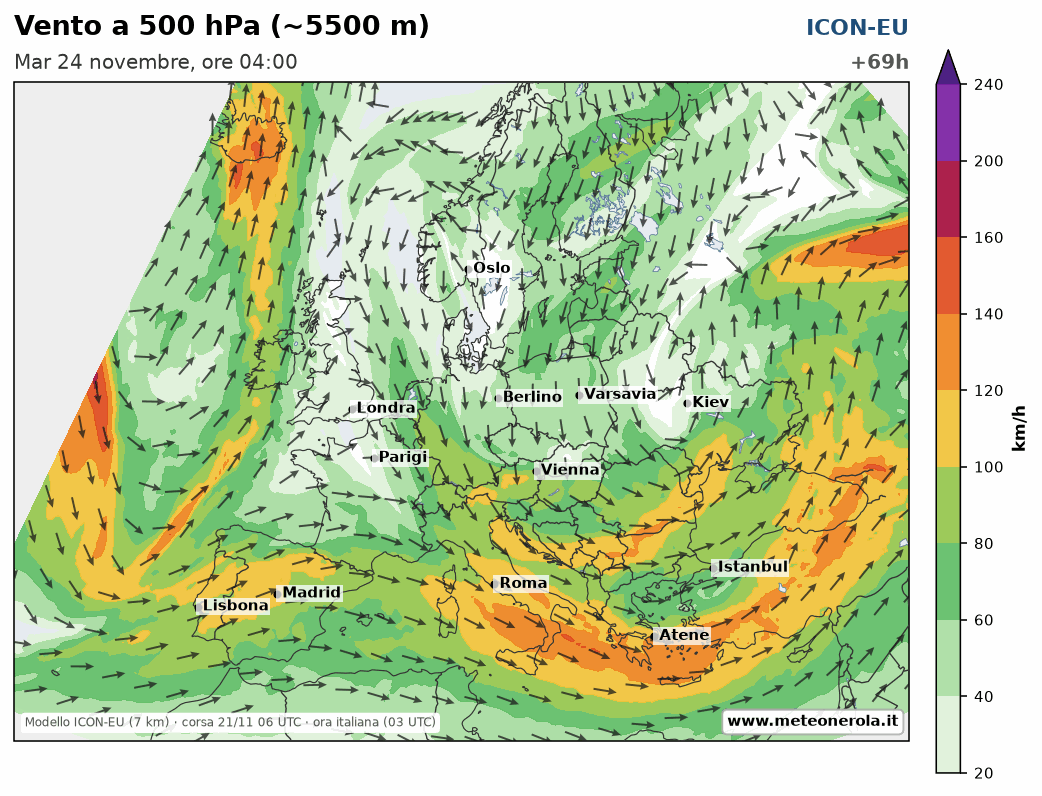 Vento a 500 hPa (~5500 m)
ICON-EU
Mar 24 novembre, ore 04:00
+69h
240
200
160
140
120
100
80
60
40
20
km/h
Oslo
Londra
Berlino
Varsavia
Kiev
Parigi
Vienna
Istanbul
Roma
Madrid
Lisbona
Atene
Modello ICON-EU (7 km) · corsa 21/11 06 UTC · ora italiana (03 UTC)
www.meteonerola.it